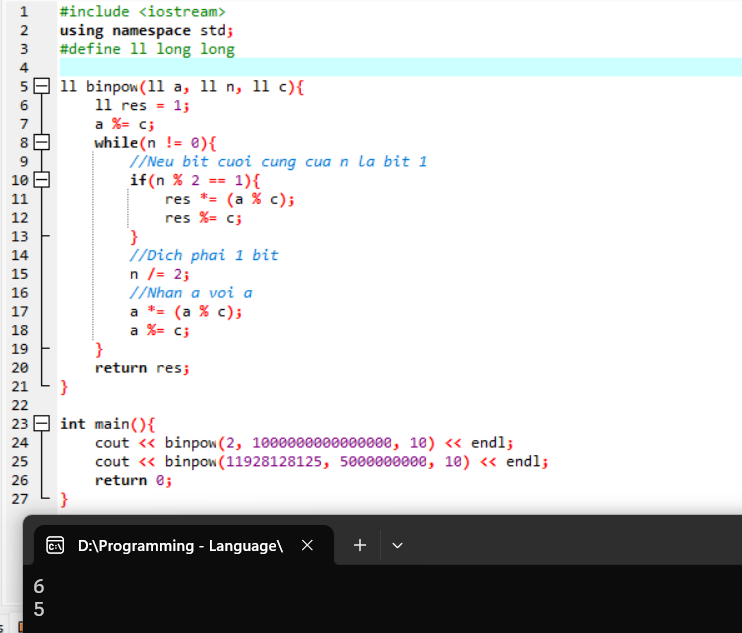 1 #include <iostream>
2 using namespace std;
3 #define ll long long
4
5 ll binpow(ll a, ll n, ll c){
6 ll res = 1;
7 a %= c;
8 while(n != 0){
9 //Neu bit cuoi cung cua n la bit 1
10 if(n % 2 == 1){
11 res *= (a % c);
12 res %= c;
13 }
14 //Dich phai 1 bit
15 n /= 2;
16 //Nhan a voi a
17 a *= (a % c);
18 a %= c;
19 }
20 return res;
21 }
22
23 int main(){
24 cout << binpow(2, 1000000000000000, 10) << endl;
25 cout << binpow(11928128125, 5000000000, 10) << endl;
26 return 0;
27 }
D:\Programming - Language\
6
5